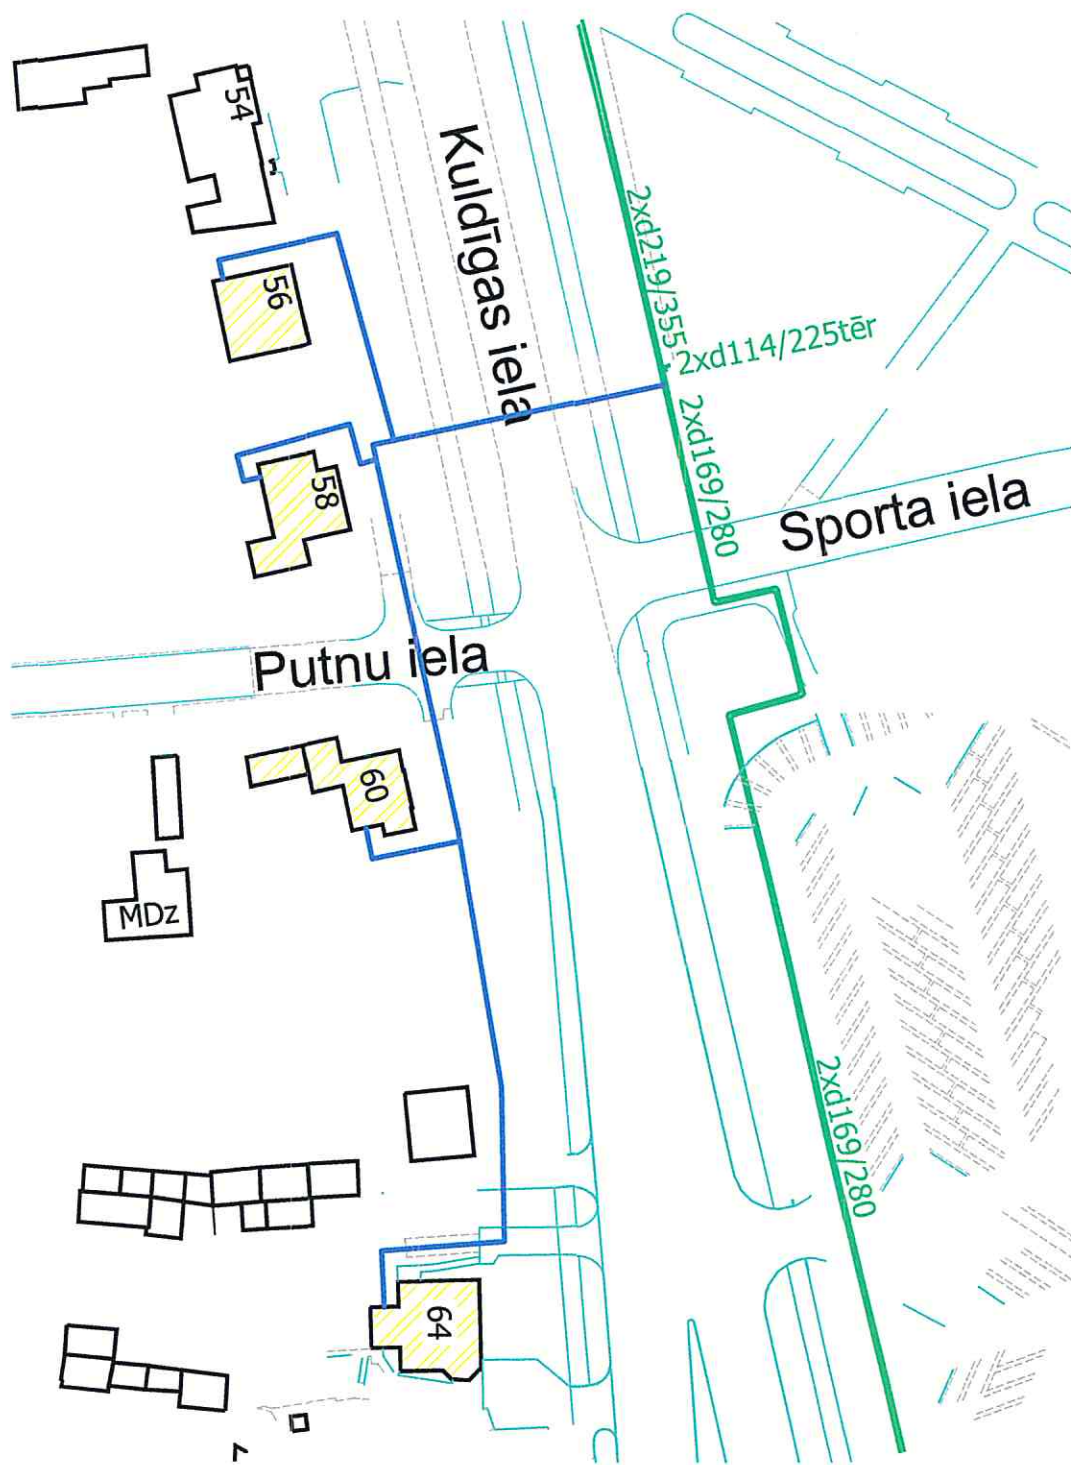 54
Kuldīgas iela
2xd219/355
56
2xd114/225tēr
2xd169/280
58
Sporta iela
Putnu iela
60
MDz
2xd169/280
64